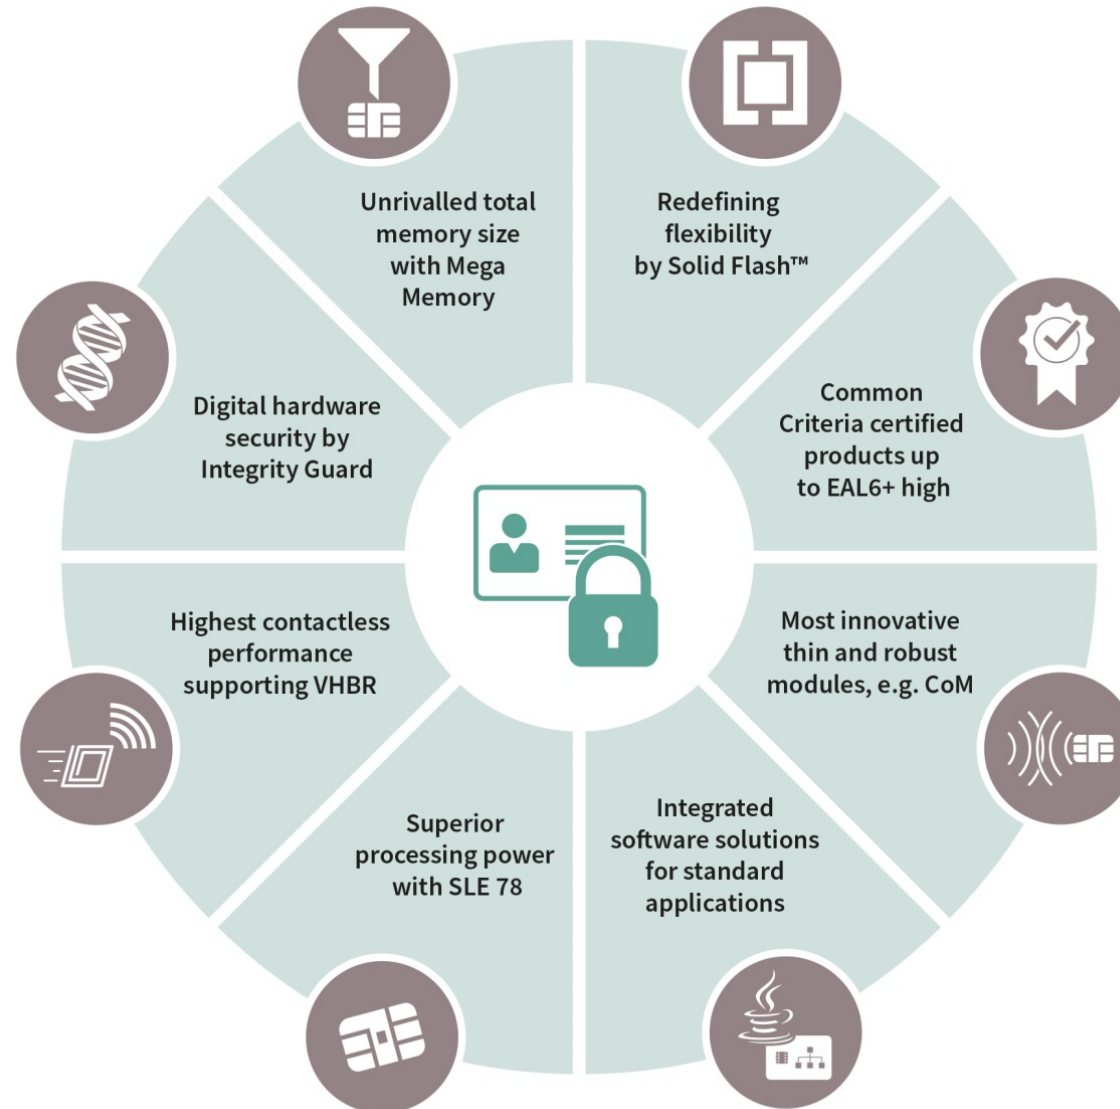 Unrivalled total
memory size
with Mega
Memory
Redefining
flexibility
by Solid Flash™
Digital hardware
security by
Integrity Guard
Common
Criteria certified
products up
to EAL6+ high
Highest contactless
performance
supporting VHBR
Most innovative
thin and robust
modules, e.g. CoM
Superior
processing power
with SLE 78
Integrated
software solutions
for standard
applications